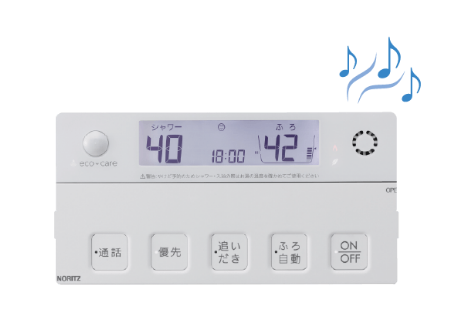 シャワー
ふろ
40
18:00
42
eco・care
OPE
通話
優先
追い
だき
ふろ
自動
ON
OFF
NORITZ